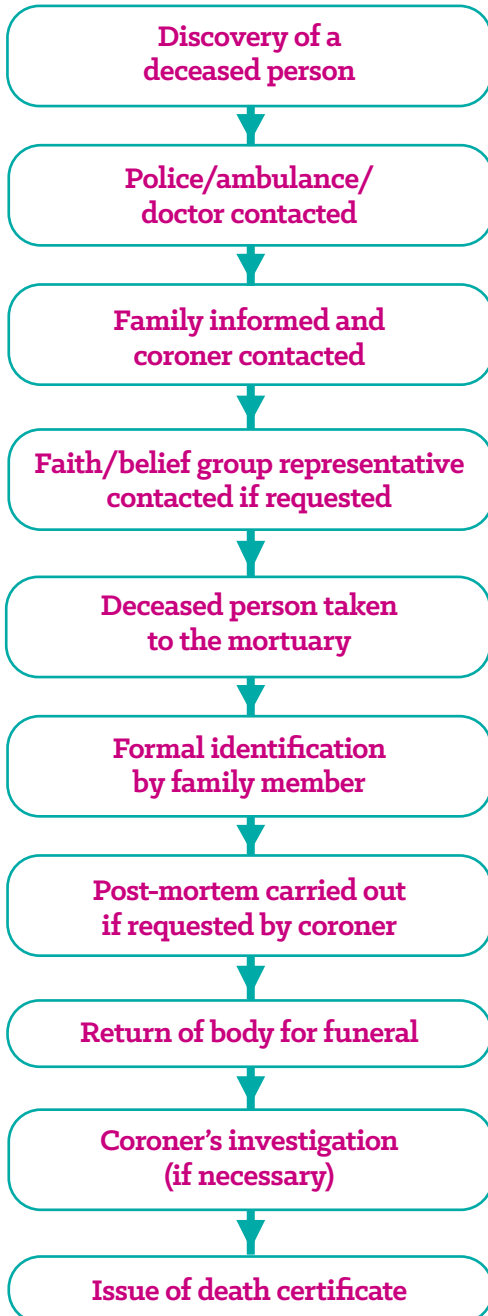 Discovery of a
deceased person
Police/ambulance/
doctor contacted
Family informed and
coroner contacted
Faith/belief group representative
contacted if requested
Deceased person taken
to the mortuary
Formal identification
by family member
Post-mortem carried out
if requested by coroner
Return of body for funeral
Coroner’s investigation
(if necessary)
Issue of death certificate